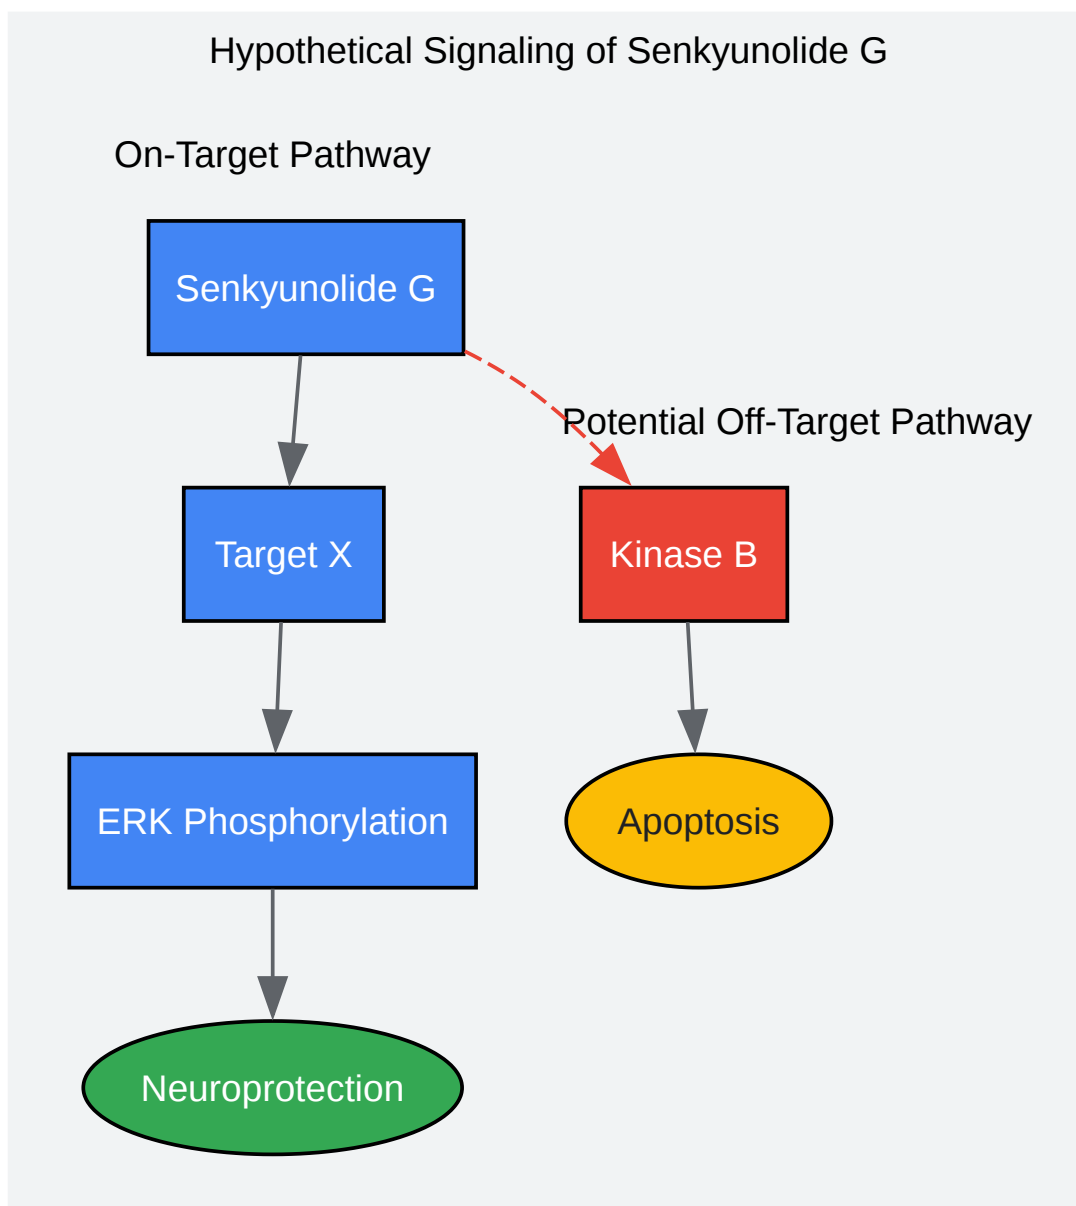 Hypothetical Signaling of Senkyunolide G
On-Target Pathway
Senkyunolide G
Potential Off-Target Pathway
Target X
Kinase B
ERK Phosphorylation
Apoptosis
Neuroprotection